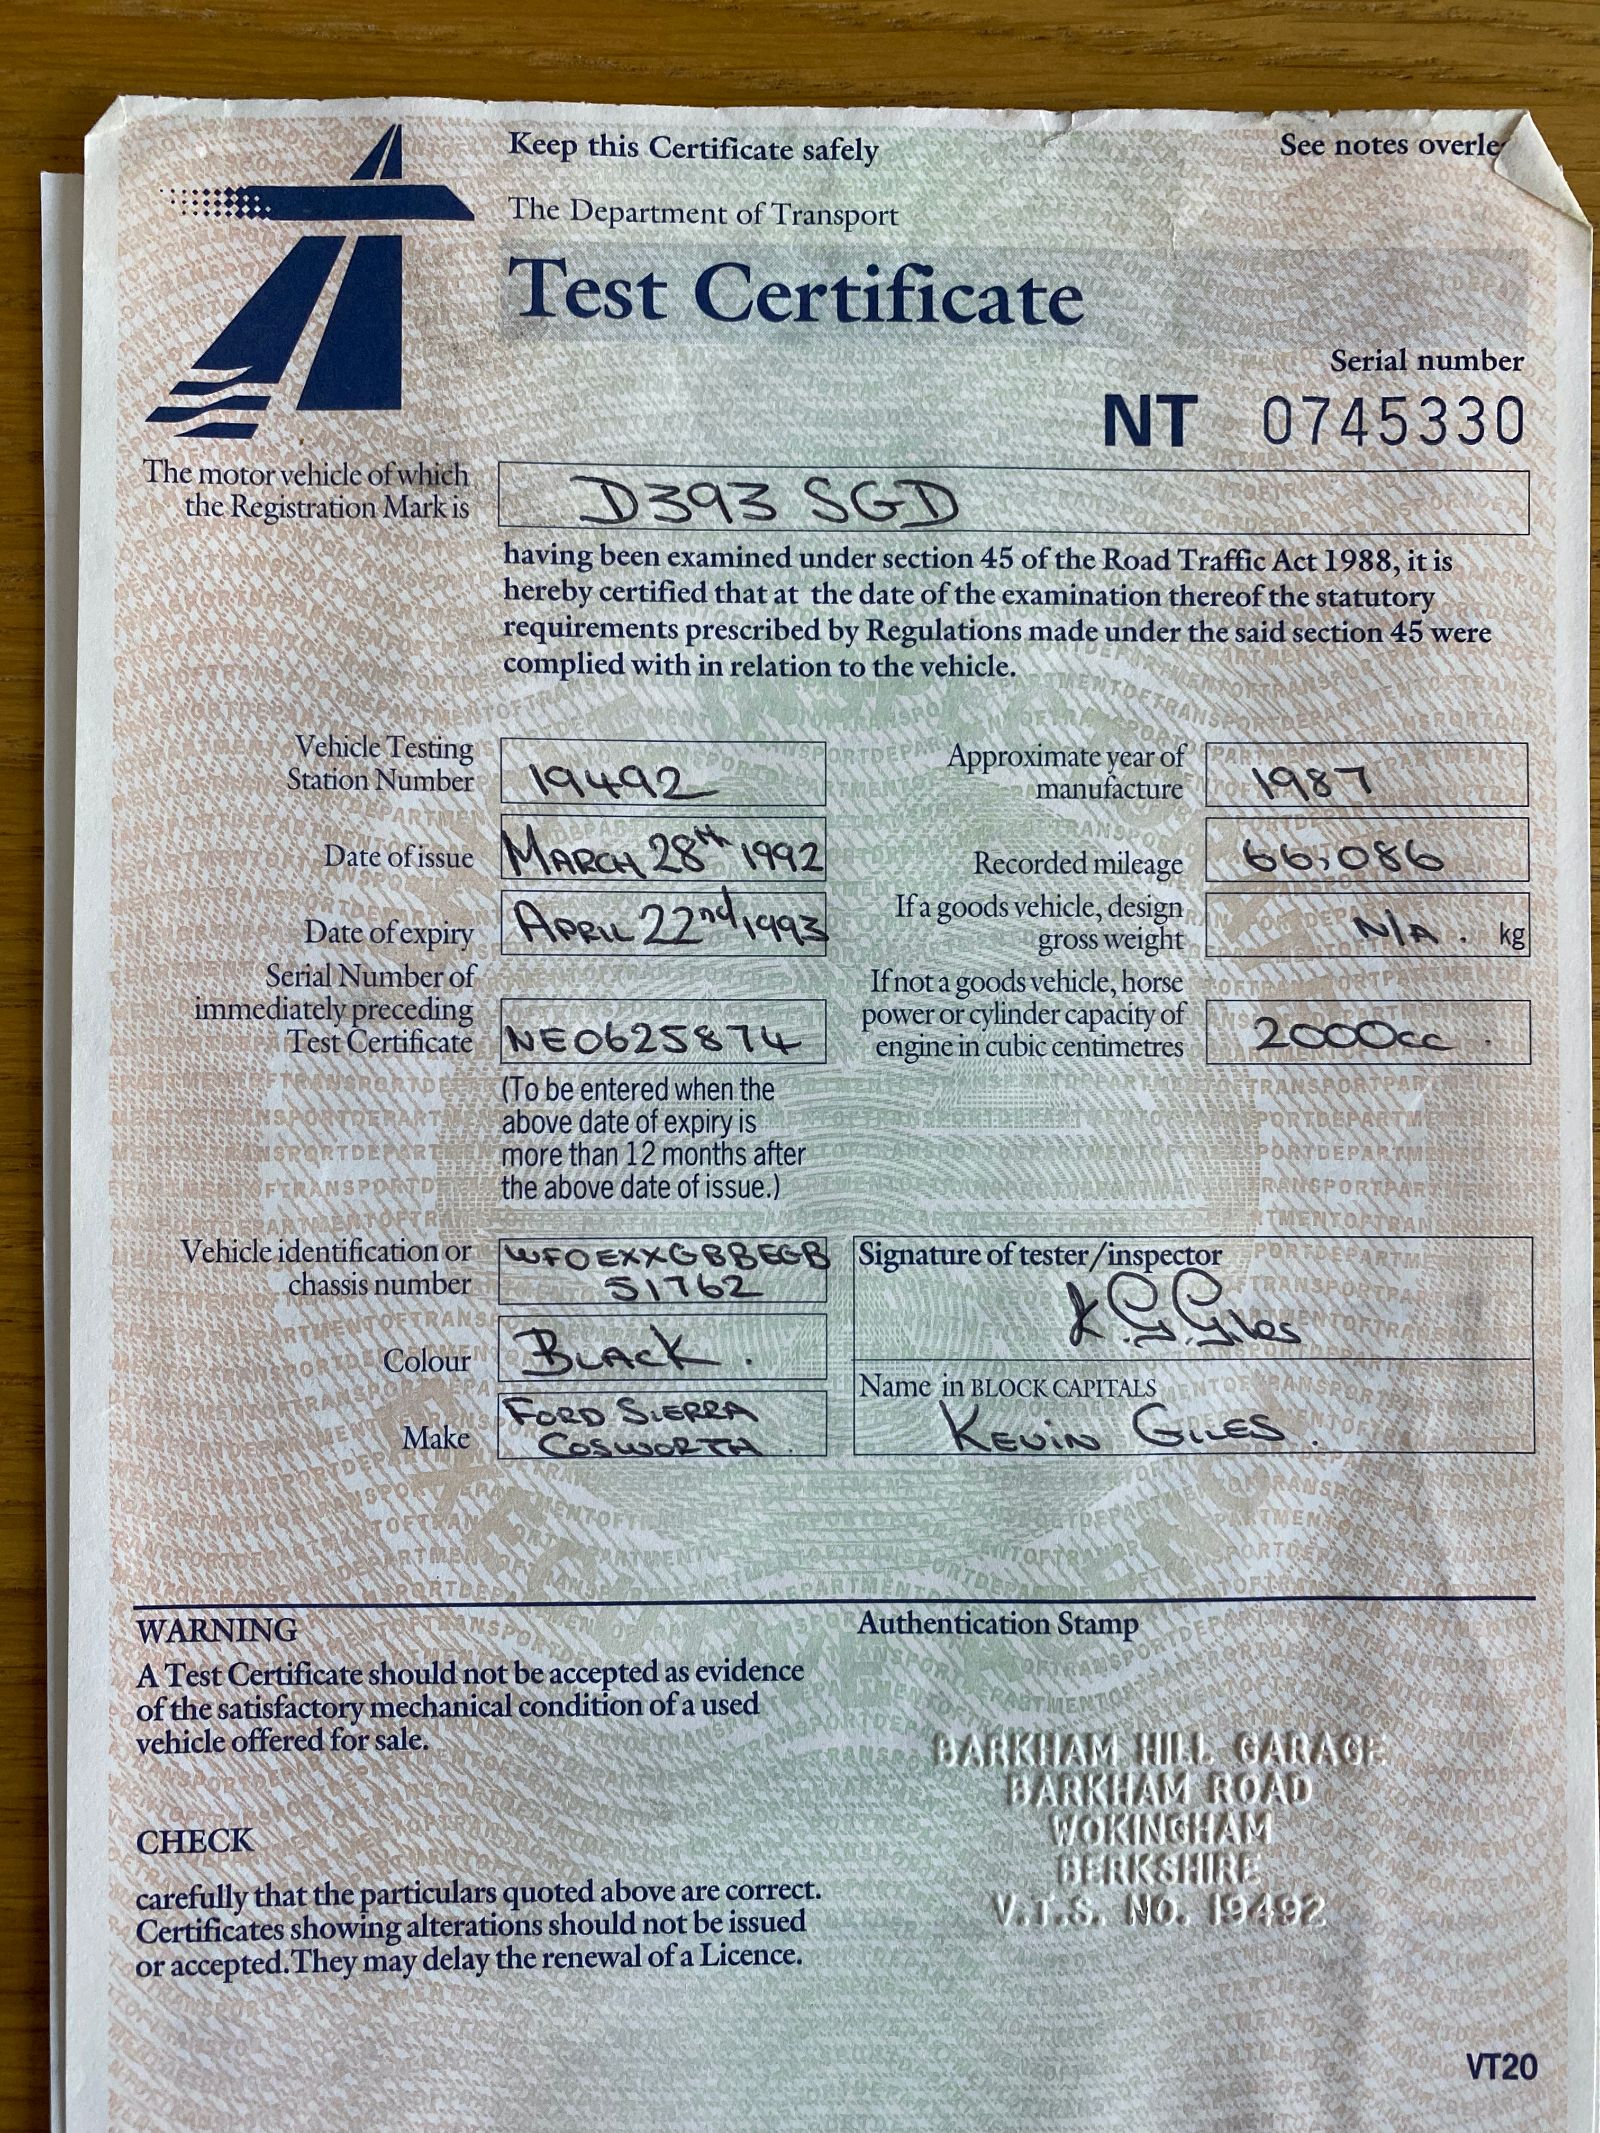 Keep this Certificate safely
See notes overle
The Department of Transport
Test Certificate
Serial number
NT 0745330
The motor vehicle of which
the Registration Mark is
D393 SGD
having been examined under section 45 of the Road Traffic Act 1988, it is
hereby certified that at the date of the examination thereof the statutory
requirements prescribed by Regulations made under the said section 45 were
complied with in relation to the vehicle.
Vehicle Testing
Station Number
19492
Approximate year of
manufacture
1987
Date of issue
MARCH 28TH 1992
Recorded mileage
66,086
Date of expiry
APRIL 22nd 1993
If a goods vehicle, design
gross weight
N/A. kg
Serial Number of
immediately preceding
Test Certificate
NE0625874
If not a goods vehicle, horse
power or cylinder capacity of
engine in cubic centimetres
2000cc.
(To be entered when the
above date of expiry is
more than 12 months after
the above date of issue.)
Vehicle identification or
chassis number
WFOEXXGBBEGB
51762
Signature of tester/inspector
K G Giles
Colour
BLACK.
Name in BLOCK CAPITALS
KEVIN GILES.
Make
FORD SIERRA
COSWORTH.
WARNING
A Test Certificate should not be accepted as evidence
of the satisfactory mechanical condition of a used
vehicle offered for sale.
CHECK
carefully that the particulars quoted above are correct.
Certificates showing alterations should not be issued
or accepted. They may delay the renewal of a Licence.
Authentication Stamp
BARKHAM HILL GARAGE
BARKHAM ROAD
WOKINGHAM
BERKSHIRE
V.T.S. NO. 19492
VT20